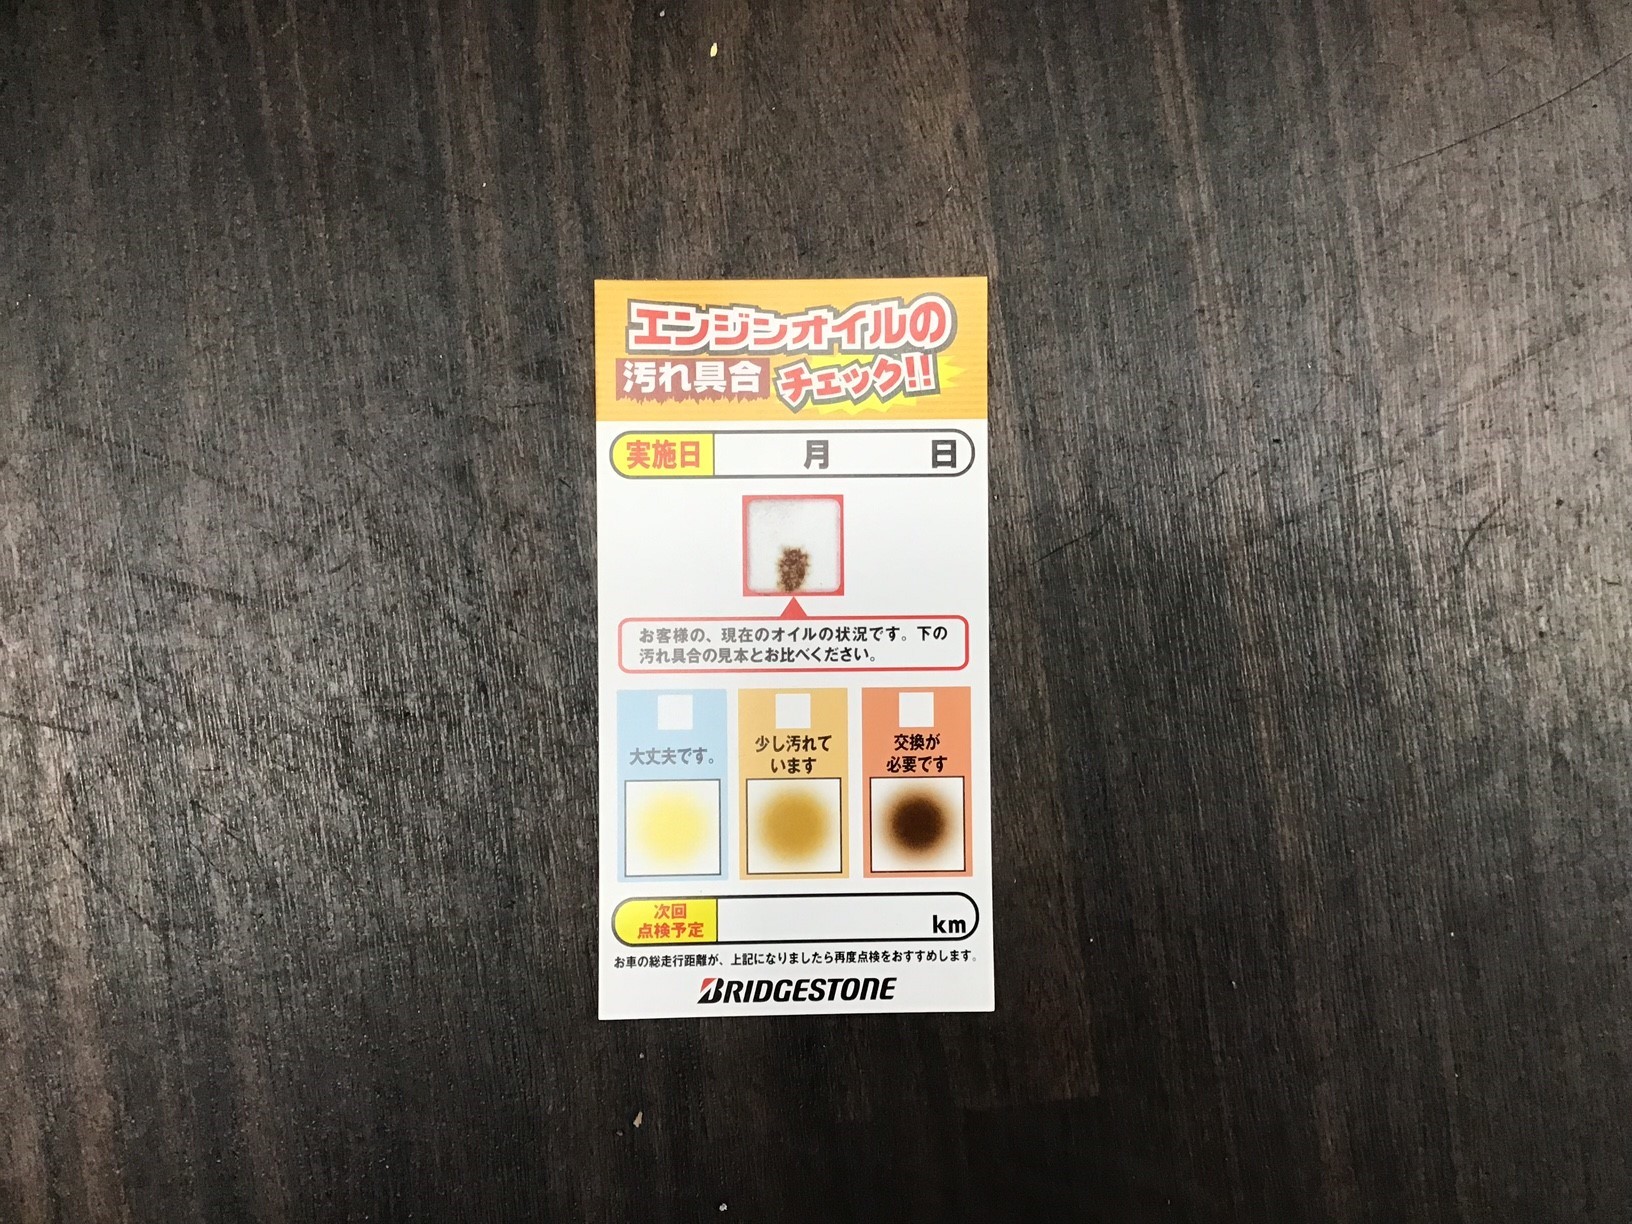 エンジンオイルの
汚れ具合 チェック!!
実施日 月 日
お客様の、現在のオイルの状況です。下の
汚れ具合の見本とお比べください。
大丈夫です。
少し汚れて
います
交換が
必要です
次回
点検予定
km
お車の総走行距離が、上記になりましたら再度点検をおすすめします。
BRIDGESTONE